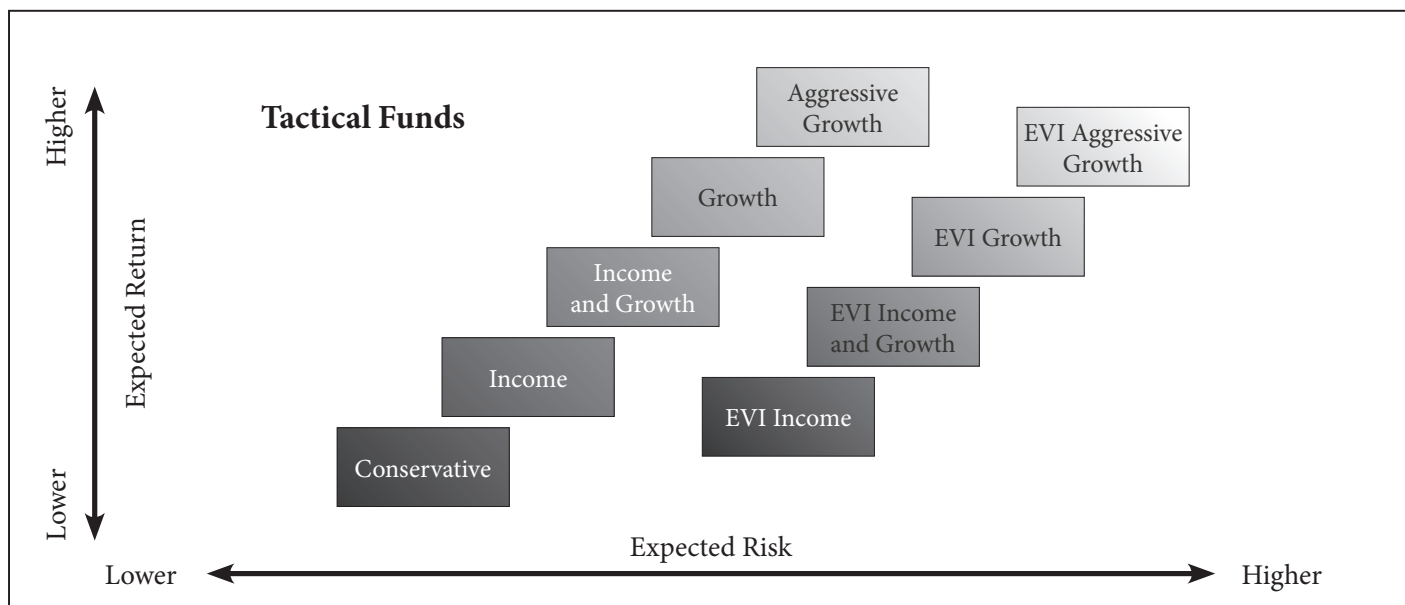 Tactical Funds
Higher
Expected Return
Lower
Aggressive
Growth
EVI Aggressive
Growth
Growth
EVI Growth
Income
and Growth
EVI Income
and Growth
Income
EVI Income
Conservative
Expected Risk
Lower
Higher